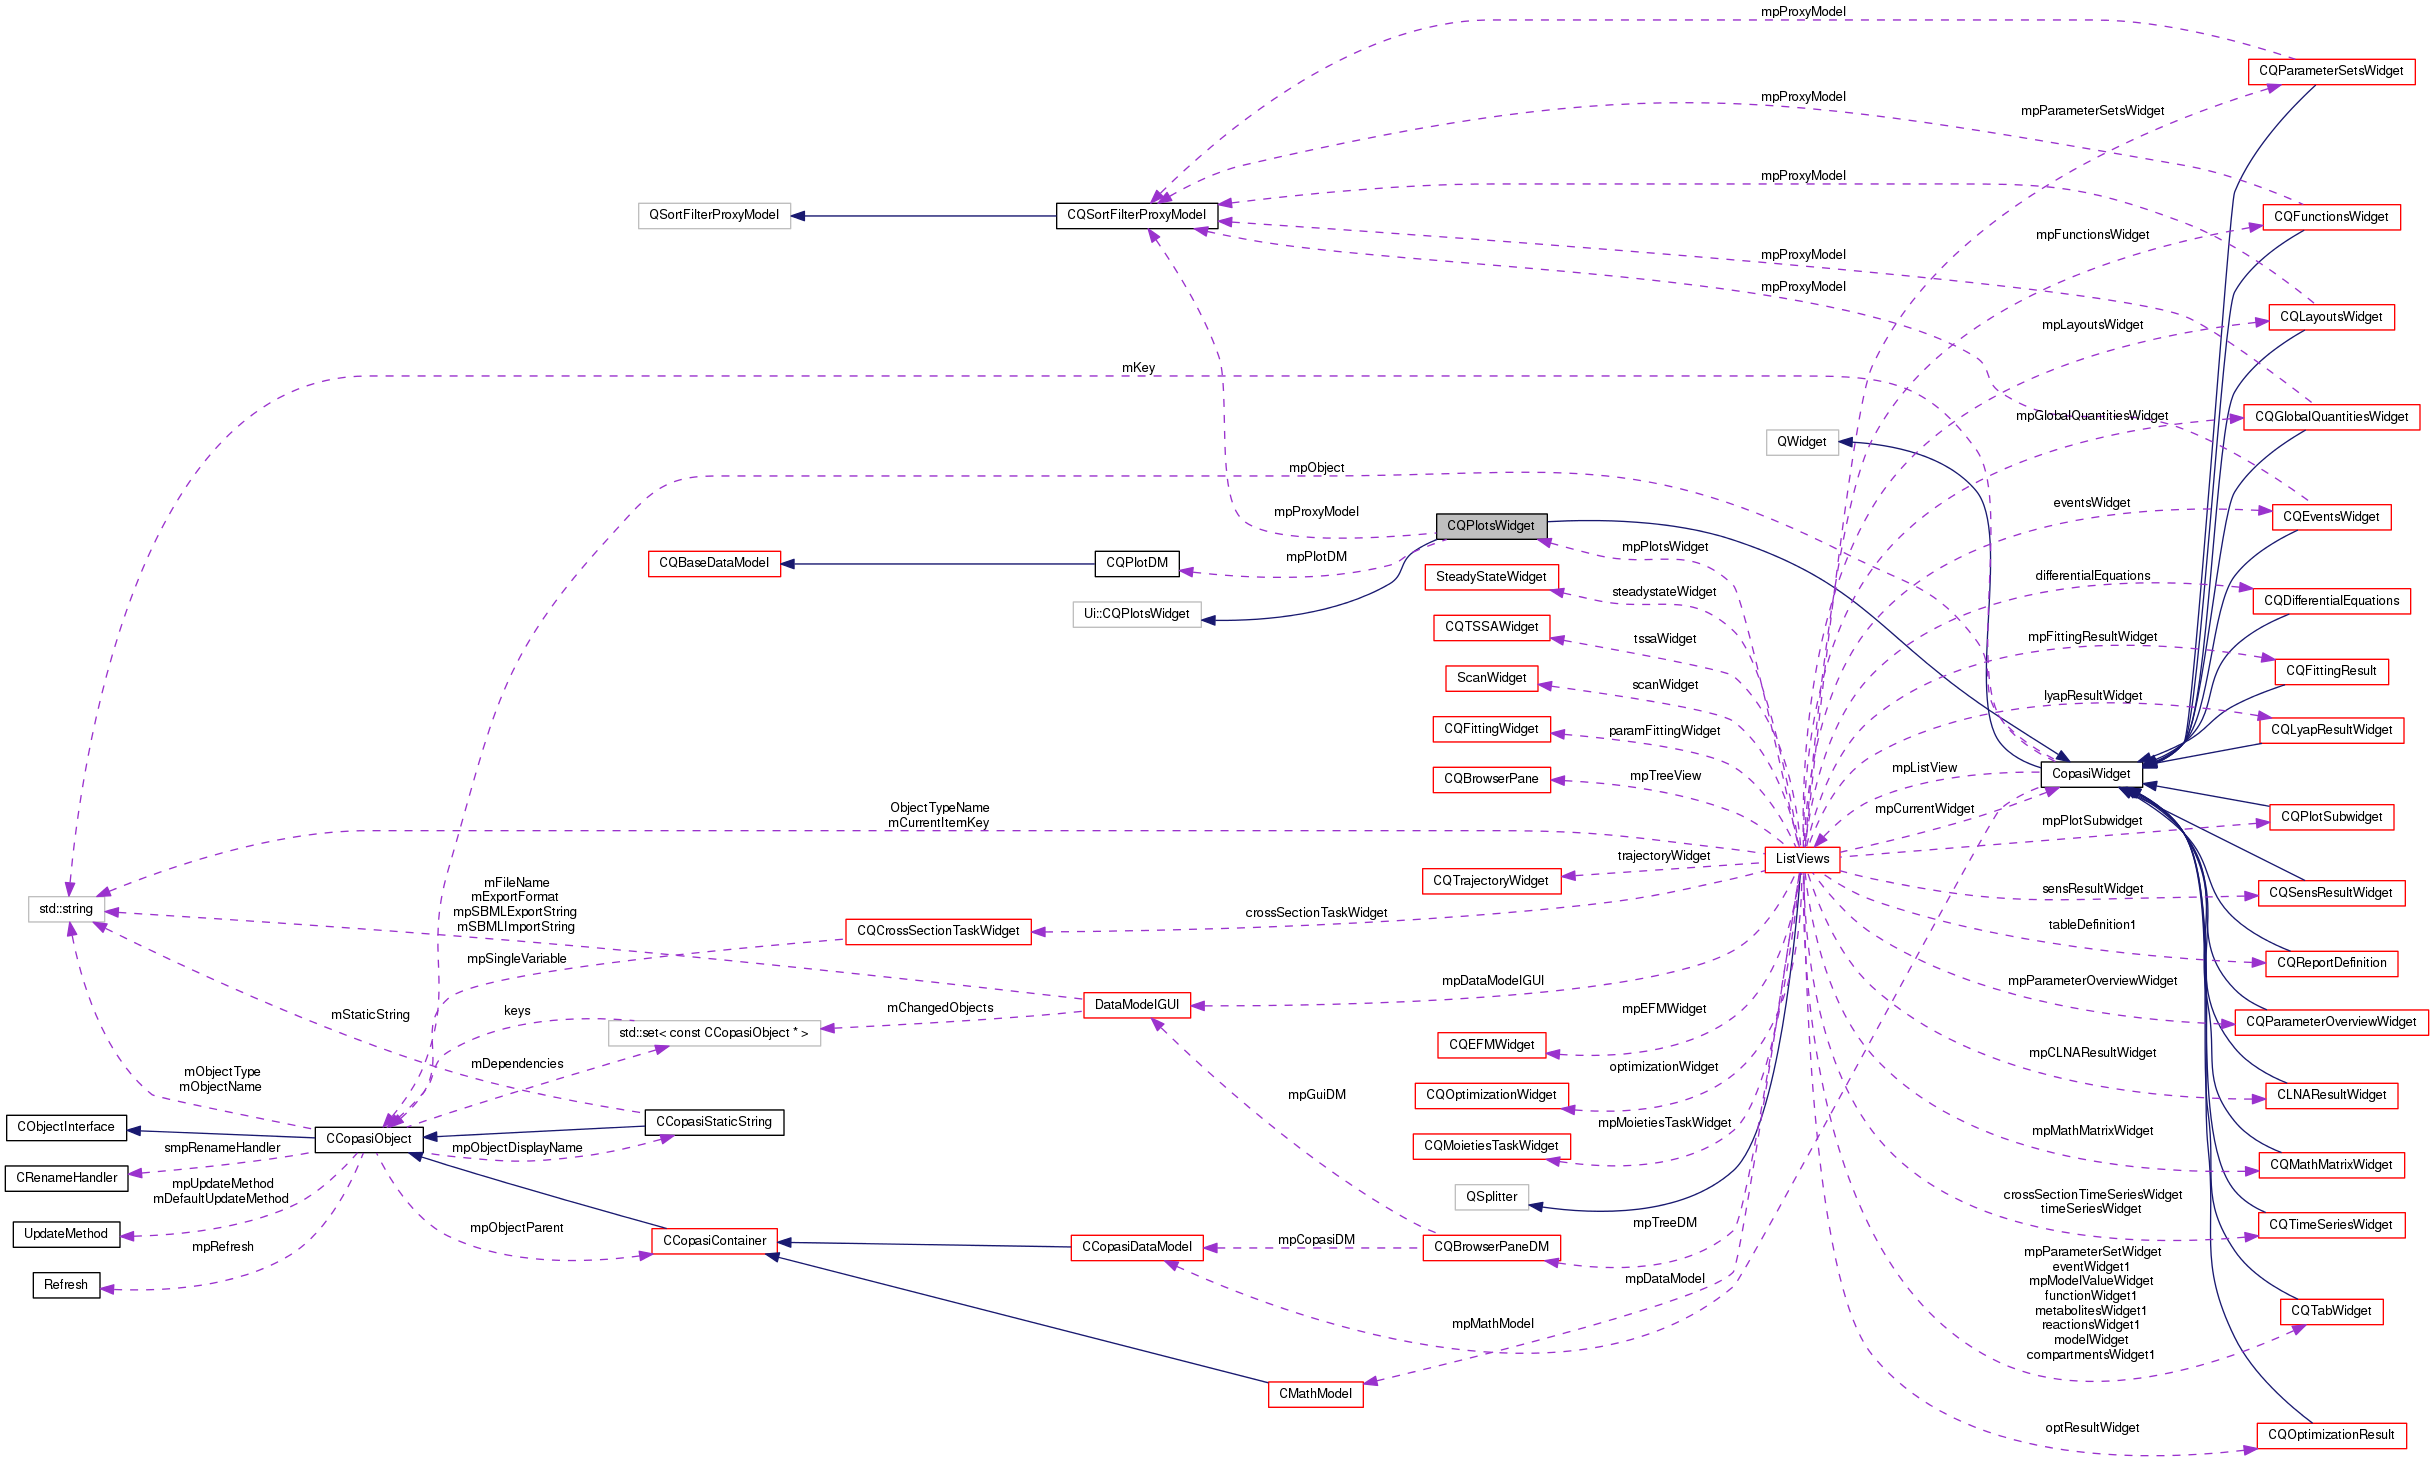 mpProxyModel
CQParameterSetsWidget
mpProxyModel
mpParameterSetsWidget
mpProxyModel
QSortFilterProxyModel
CQSortFilterProxyModel
CQFunctionsWidget
mpFunctionsWidget
mpProxyModel
mpProxyModel
CQLayoutsWidget
mpLayoutsWidget
mKey
mpGlobalQuantitiesWidget
CQGlobalQuantitiesWidget
QWidget
mpObject
eventsWidget
CQEventsWidget
mpProxyModel
CQPlotsWidget
mpPlotsWidget
mpPlotDM
CQBaseDataModel
CQPlotDM
SteadyStateWidget
steadystateWidget
differentialEquations
CQDifferentialEquations
Ui::CQPlotsWidget
CQTSSAWidget
tssaWidget
mpFittingResultWidget
CQFittingResult
ScanWidget
scanWidget
lyapResultWidget
CQLyapResultWidget
CQFittingWidget
paramFittingWidget
CQBrowserPane
mpTreeView
mpListView
CopasiWidget
mpCurrentWidget
mpPlotSubwidget
CQPlotSubwidget
ObjectTypeName
mCurrentItemKey
ListViews
trajectoryWidget
CQTrajectoryWidget
sensResultWidget
CQSensResultWidget
mFileName
mExportFormat
mpSBMLExportString
mSBMLImportString
std::string
crossSectionTaskWidget
CQCrossSectionTaskWidget
tableDefinition1
CQReportDefinition
mpSingleVariable
mpDataModelGUI
mpParameterOverviewWidget
CQParameterOverviewWidget
mStaticString
keys
std::set< const CCopasiObject * >
mChangedObjects
DataModelGUI
mpEFMWidget
CQEFMWidget
mpCLNAResultWidget
CLNAResultWidget
mObjectType
mObjectName
mDependencies
mpGuiDM
optimizationWidget
CQOptimizationWidget
CObjectInterface
CCopasiObject
CCopasiStaticString
mpMoietiesTaskWidget
CQMoietiesTaskWidget
mpMathMatrixWidget
CQMathMatrixWidget
smpRenameHandler
mpObjectDisplayName
CRenameHandler
mpUpdateMethod
mDefaultUpdateMethod
QSplitter
crossSectionTimeSeriesWidget
timeSeriesWidget
CQTimeSeriesWidget
UpdateMethod
mpObjectParent
CCopasiContainer
CCopasiDataModel
mpCopasiDM
CQBrowserPaneDM
mpTreeDM
mpRefresh
Refresh
mpDataModel
mpParameterSetWidget
eventWidget1
mpModelValueWidget
functionWidget1
metabolitesWidget1
reactionsWidget1
modelWidget
compartmentsWidget1
CQTabWidget
mpMathModel
CMathModel
optResultWidget
CQOptimizationResult